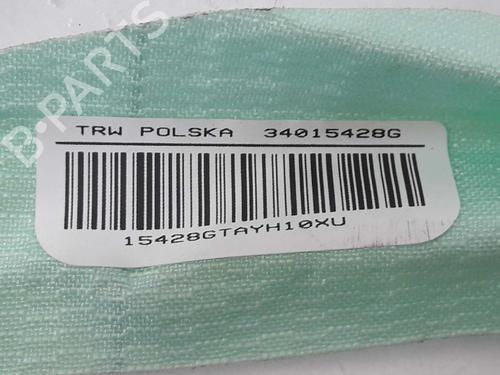 B-PARTS
TRW POLSKA 34015428G
15428GTAYH10XU